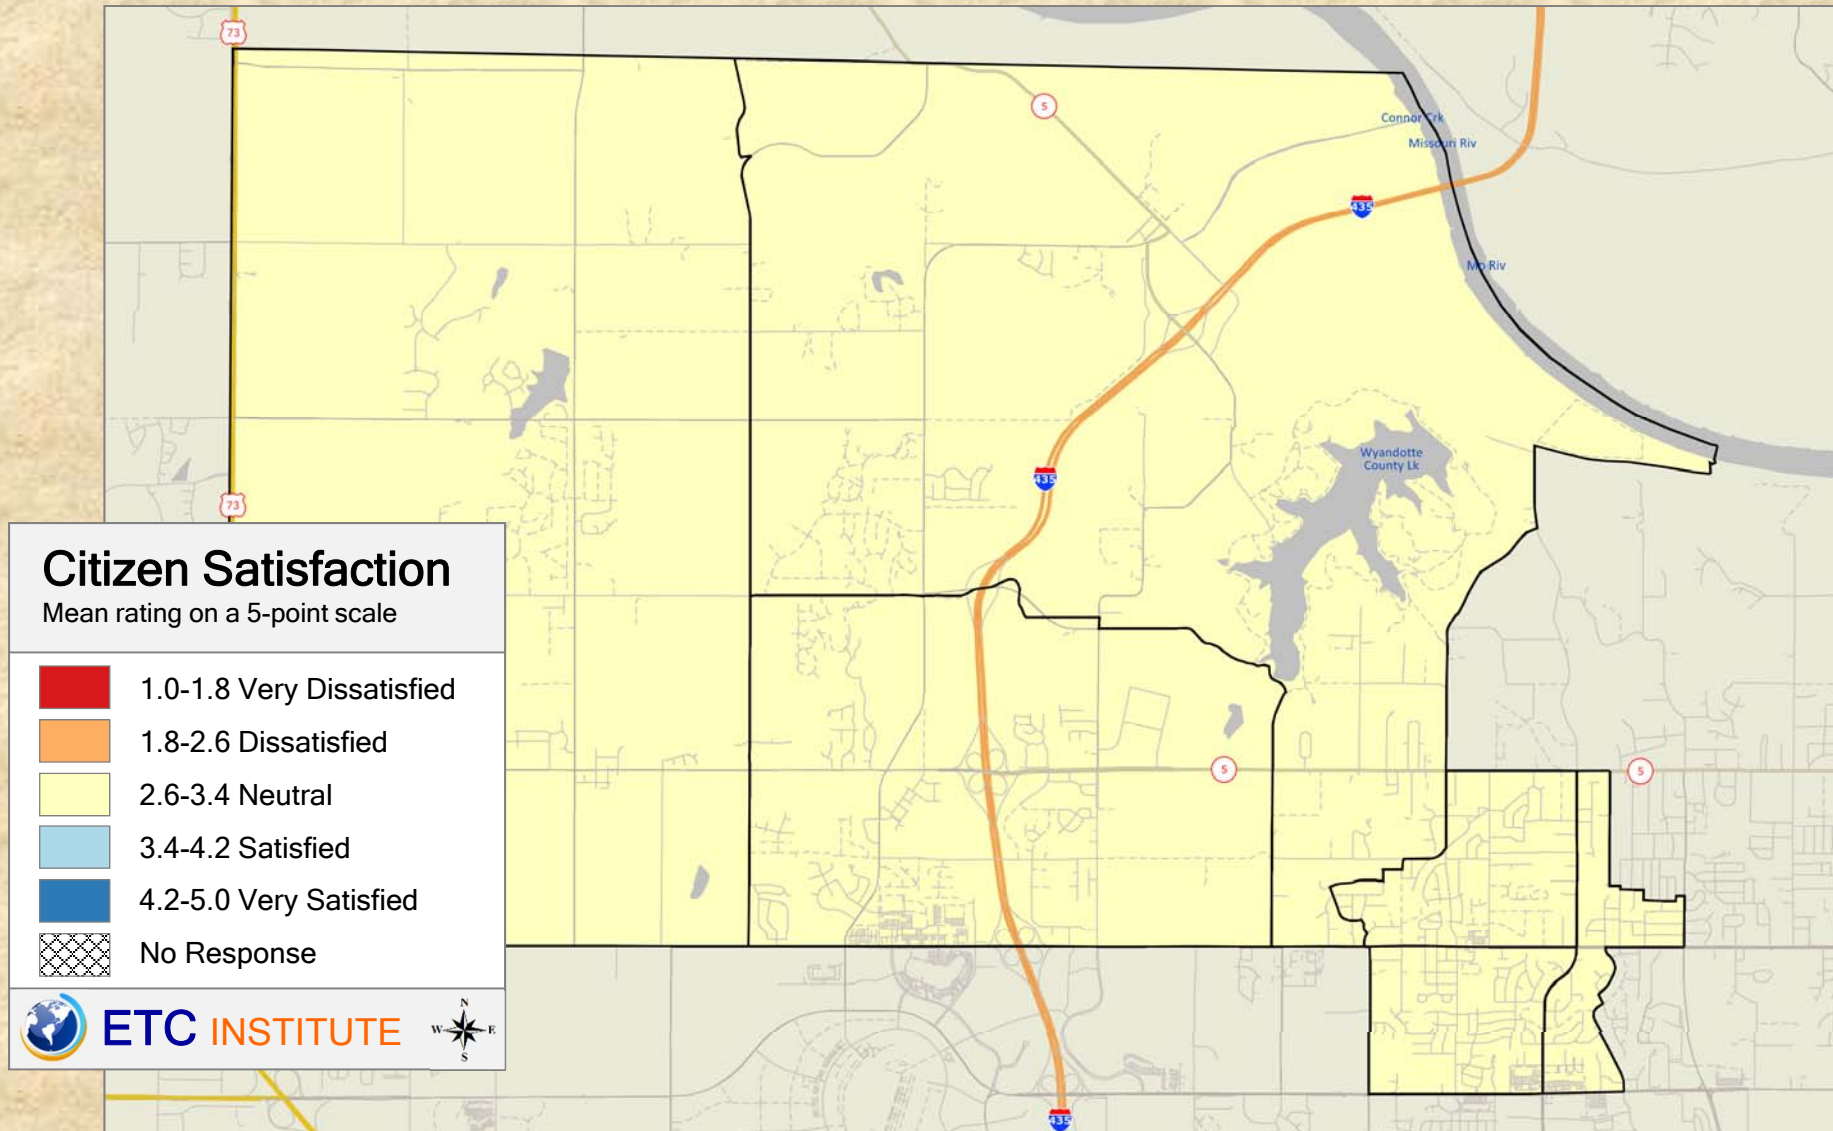 73
5
Connor Crk
Missouri Riv
435
Mo Riv
Wyandotte
County Lk
435
73
Citizen Satisfaction
Mean rating on a 5-point scale
1.0-1.8 Very Dissatisfied
1.8-2.6 Dissatisfied
2.6-3.4 Neutral
3.4-4.2 Satisfied
4.2-5.0 Very Satisfied
No Response
5
5
ETC INSTITUTE
N
W E
S
435